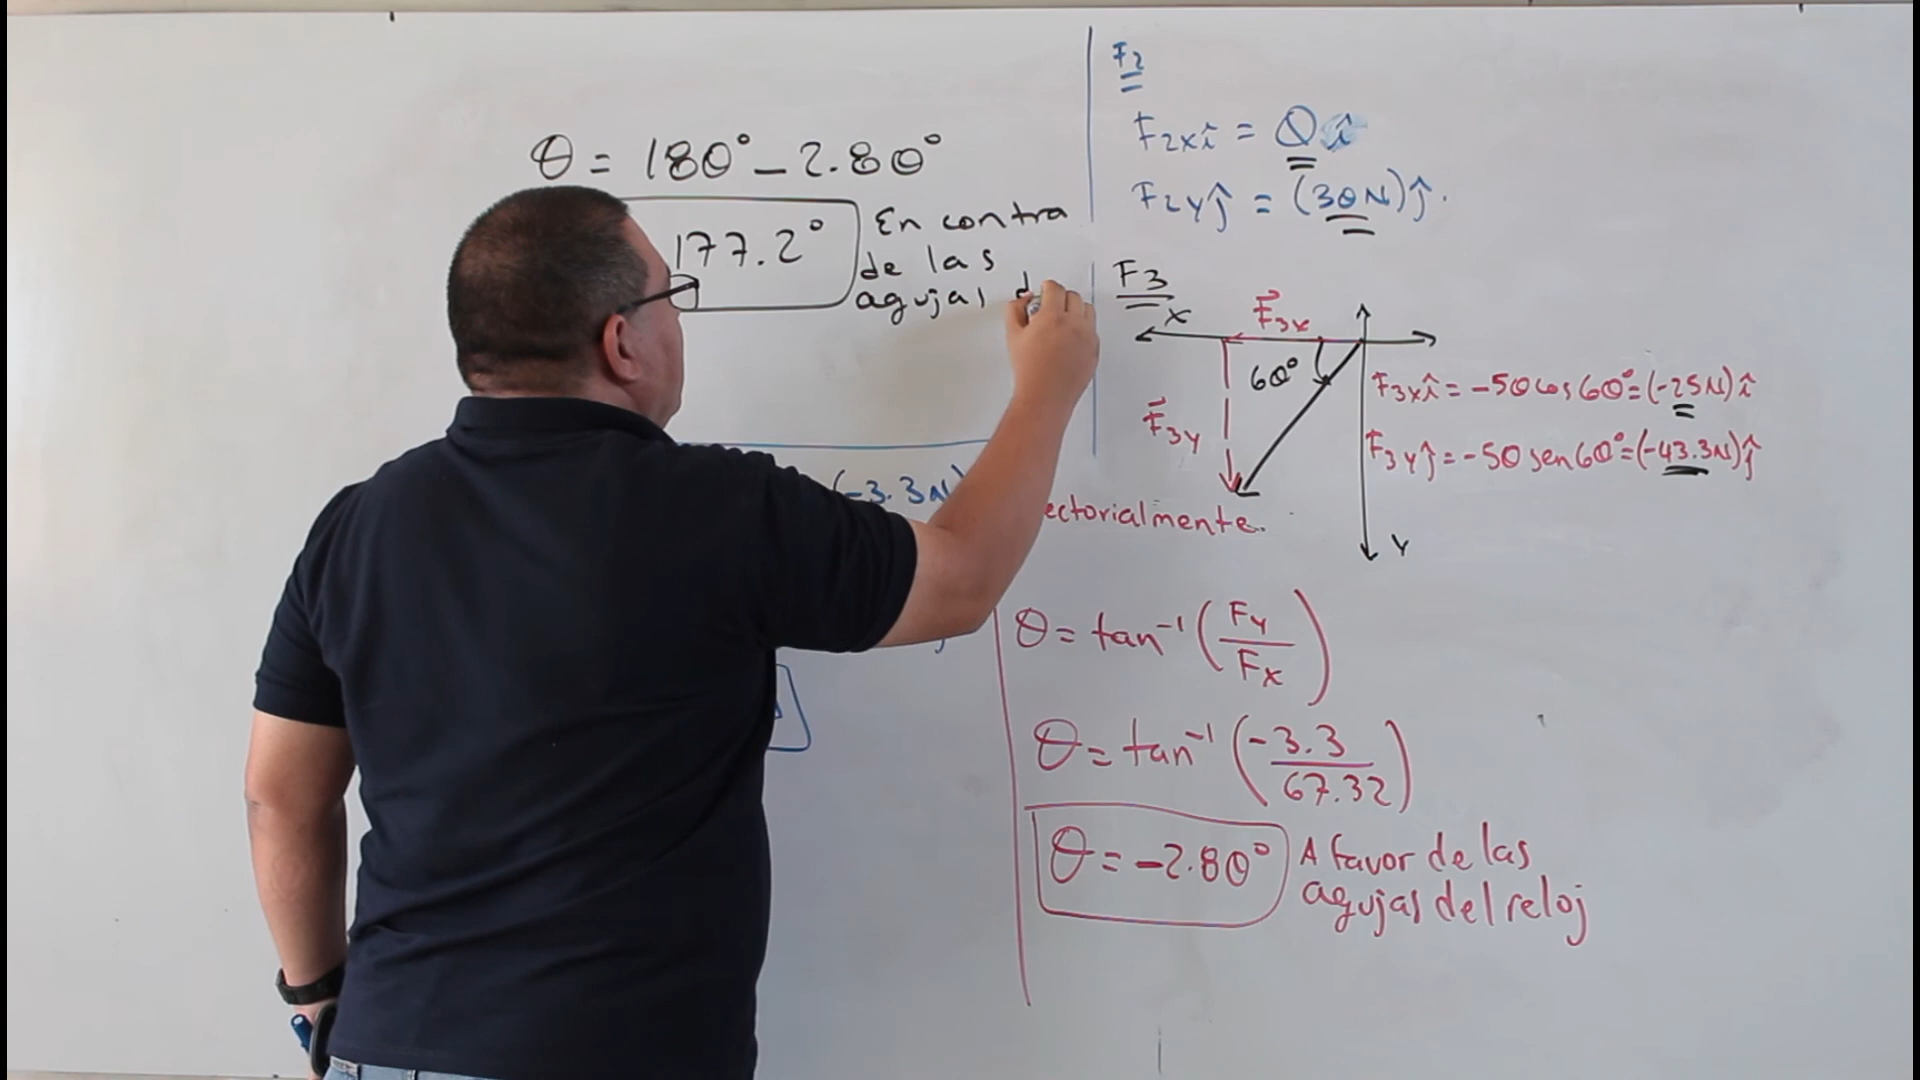 θ = 180° - 2.80°
177.2°
En contra
de las
agujas d
(-3.3N)
F2
F2xî = 0î
F2yĵ = (30N)ĵ.
F3
x
F⃗3x
60°
F⃗3y
y
F3xî = -50cos60° = (-25N)î
F3yĵ = -50sen60° = (-43.3N)ĵ
ectorialmente.
θ = tan⁻¹ (Fy/Fx)
θ = tan⁻¹ (-3.3/67.32)
θ = -2.80°
A favor de las
agujas del reloj